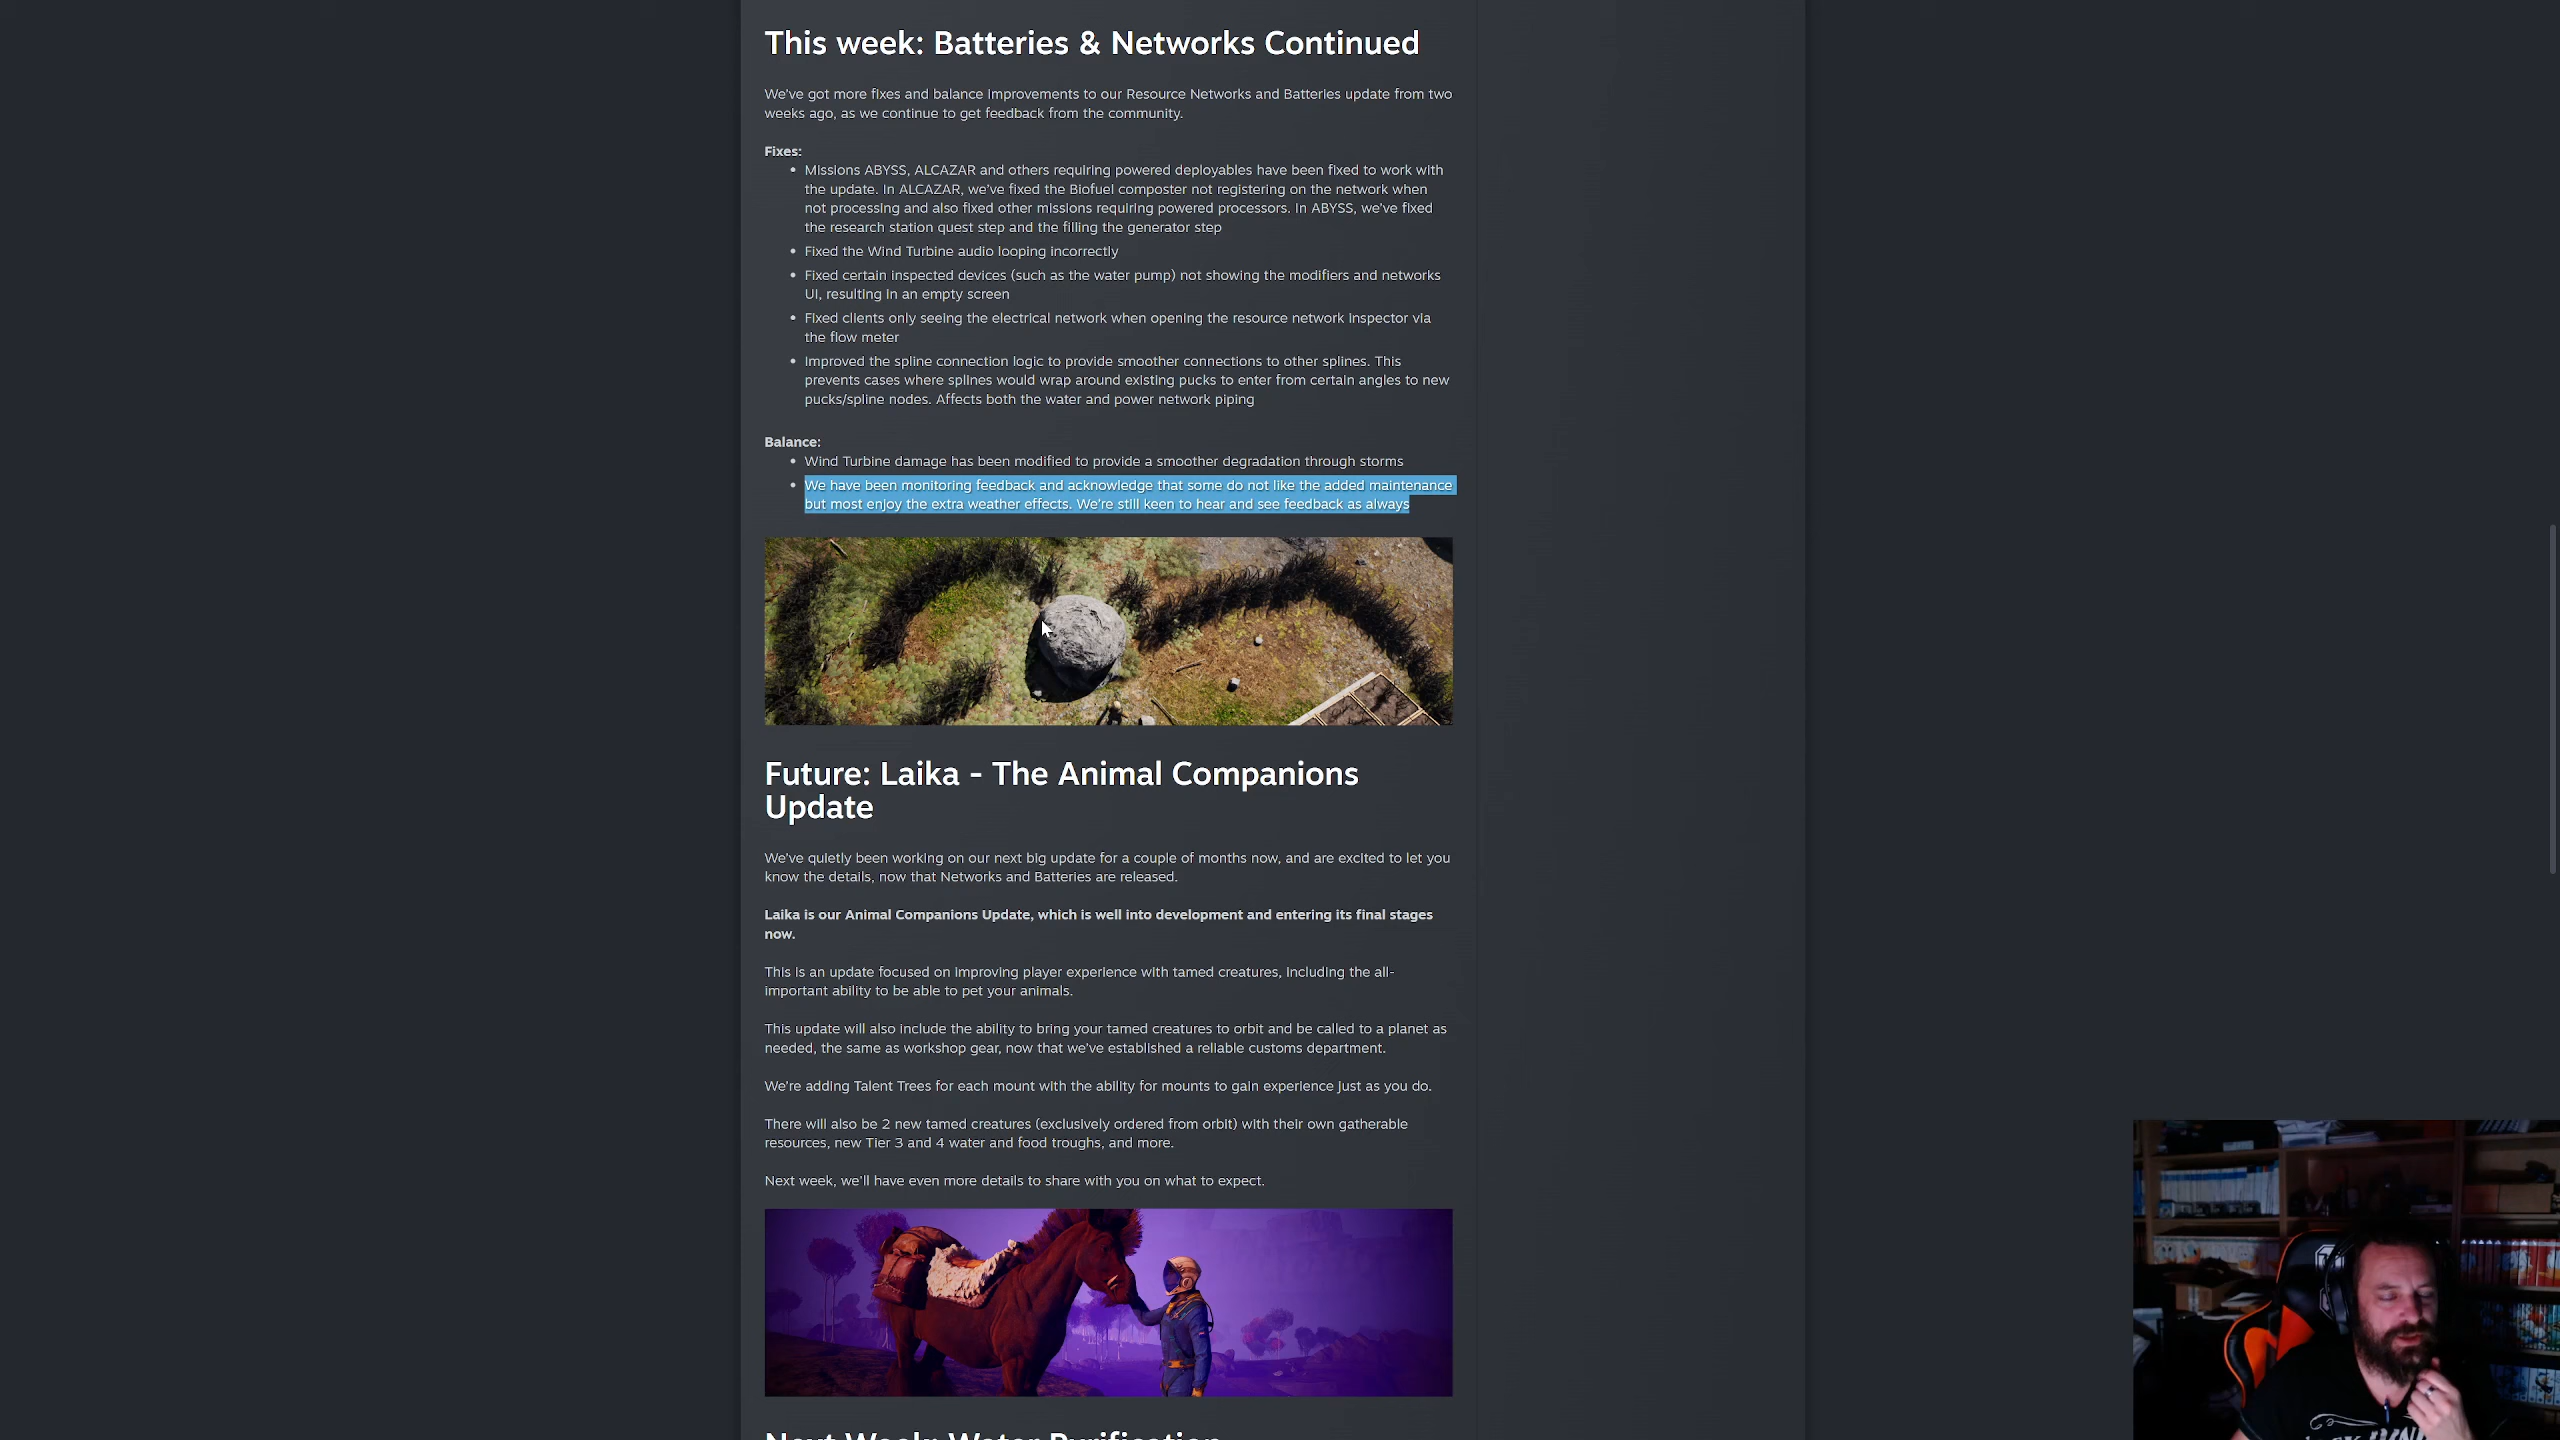 This week: Batteries & Networks Continued
We've got more fixes and balance improvements to our Resource Networks and Batteries update from two
weeks ago, as we continue to get feedback from the community.
Fixes:
• Missions ABYSS, ALCAZAR and others requiring powered deployables have been fixed to work with
the update. In ALCAZAR, we've fixed the Biofuel composter not registering on the network when
not processing and also fixed other missions requiring powered processors. In ABYSS, we've fixed
the research station quest step and the filling the generator step
• Fixed the Wind Turbine audio looping incorrectly
• Fixed certain inspected devices (such as the water pump) not showing the modifiers and networks
UI, resulting in an empty screen
• Fixed clients only seeing the electrical network when opening the resource network inspector via
the flow meter
• Improved the spline connection logic to provide smoother connections to other splines. This
prevents cases where splines would wrap around existing pucks to enter from certain angles to new
pucks/spline nodes. Affects both the water and power network piping
Balance:
• Wind Turbine damage has been modified to provide a smoother degradation through storms
• We have been monitoring feedback and acknowledge that some do not like the added maintenance
but most enjoy the extra weather effects. We're still keen to hear and see feedback as always
Future: Laika - The Animal Companions
Update
We've quietly been working on our next big update for a couple of months now, and are excited to let you
know the details, now that Networks and Batteries are released.
Laika is our Animal Companions Update, which is well into development and entering its final stages
now.
This is an update focused on improving player experience with tamed creatures, including the all-
important ability to be able to pet your animals.
This update will also include the ability to bring your tamed creatures to orbit and be called to a planet as
needed, the same as workshop gear, now that we've established a reliable customs department.
We're adding Talent Trees for each mount with the ability for mounts to gain experience just as you do.
There will also be 2 new tamed creatures (exclusively ordered from orbit) with their own gatherable
resources, new Tier 3 and 4 water and food troughs, and more.
Next week, we'll have even more details to share with you on what to expect.
Next Week: Water Purification